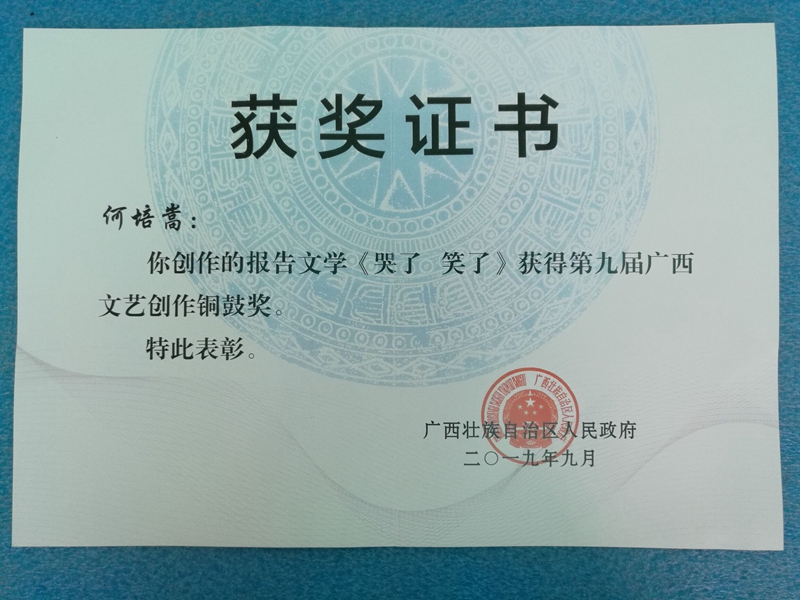 获奖证书
何培嵩：
你创作的报告文学《哭了 笑了》获得第九届广西
文艺创作铜鼓奖。
特此表彰。
广西壮族自治区人民政府
二〇一九年九月